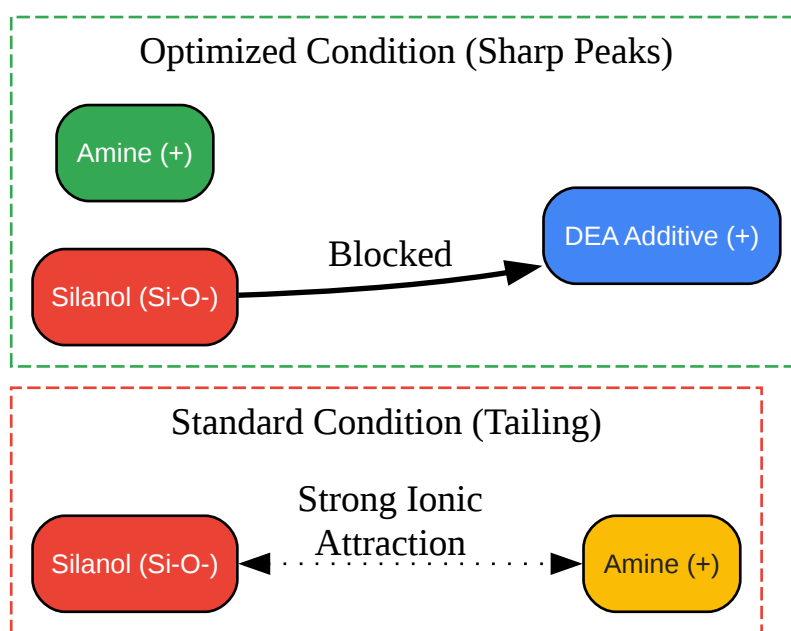 Optimized Condition (Sharp Peaks)
Amine (+)
DEA Additive (+)
Blocked
Silanol (Si-O-)
Standard Condition (Tailing)
Strong Ionic
Attraction
Silanol (Si-O-)
Amine (+)